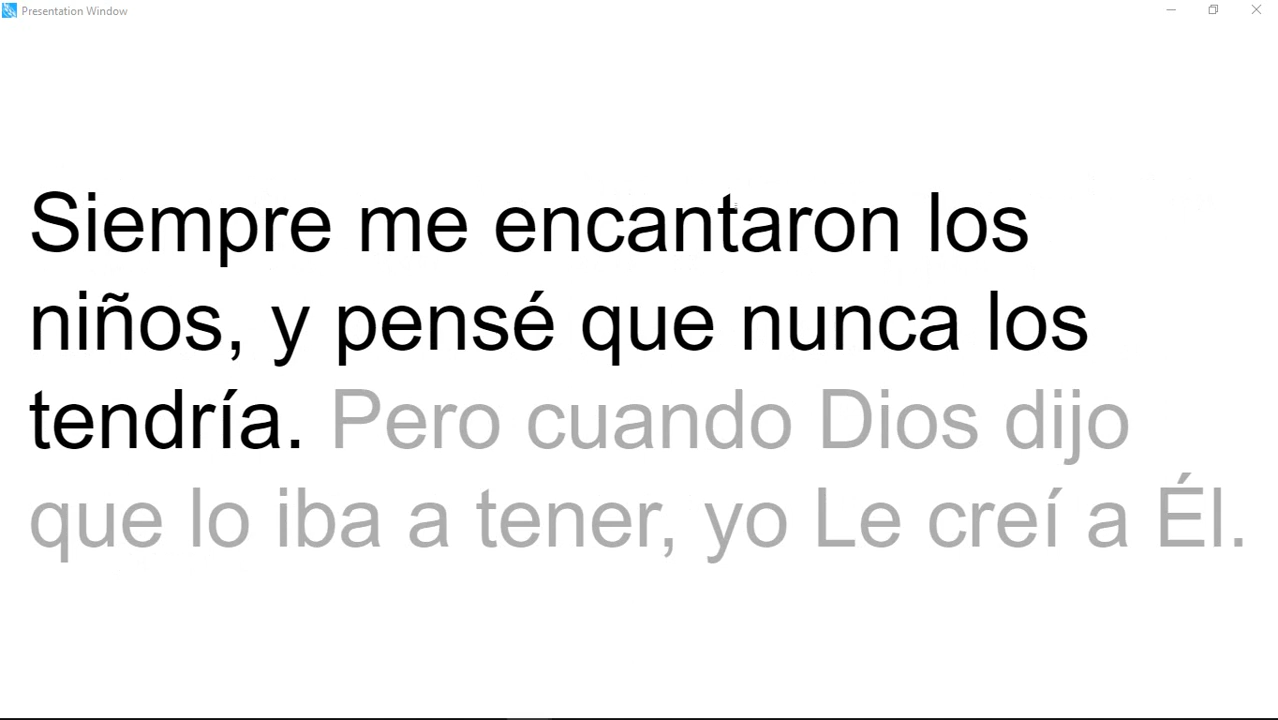 Presentation Window
Siempre me encantaron los
niños, y pensé que nunca los
tendría. Pero cuando Dios dijo
que lo iba a tener, yo Le creí a Él.